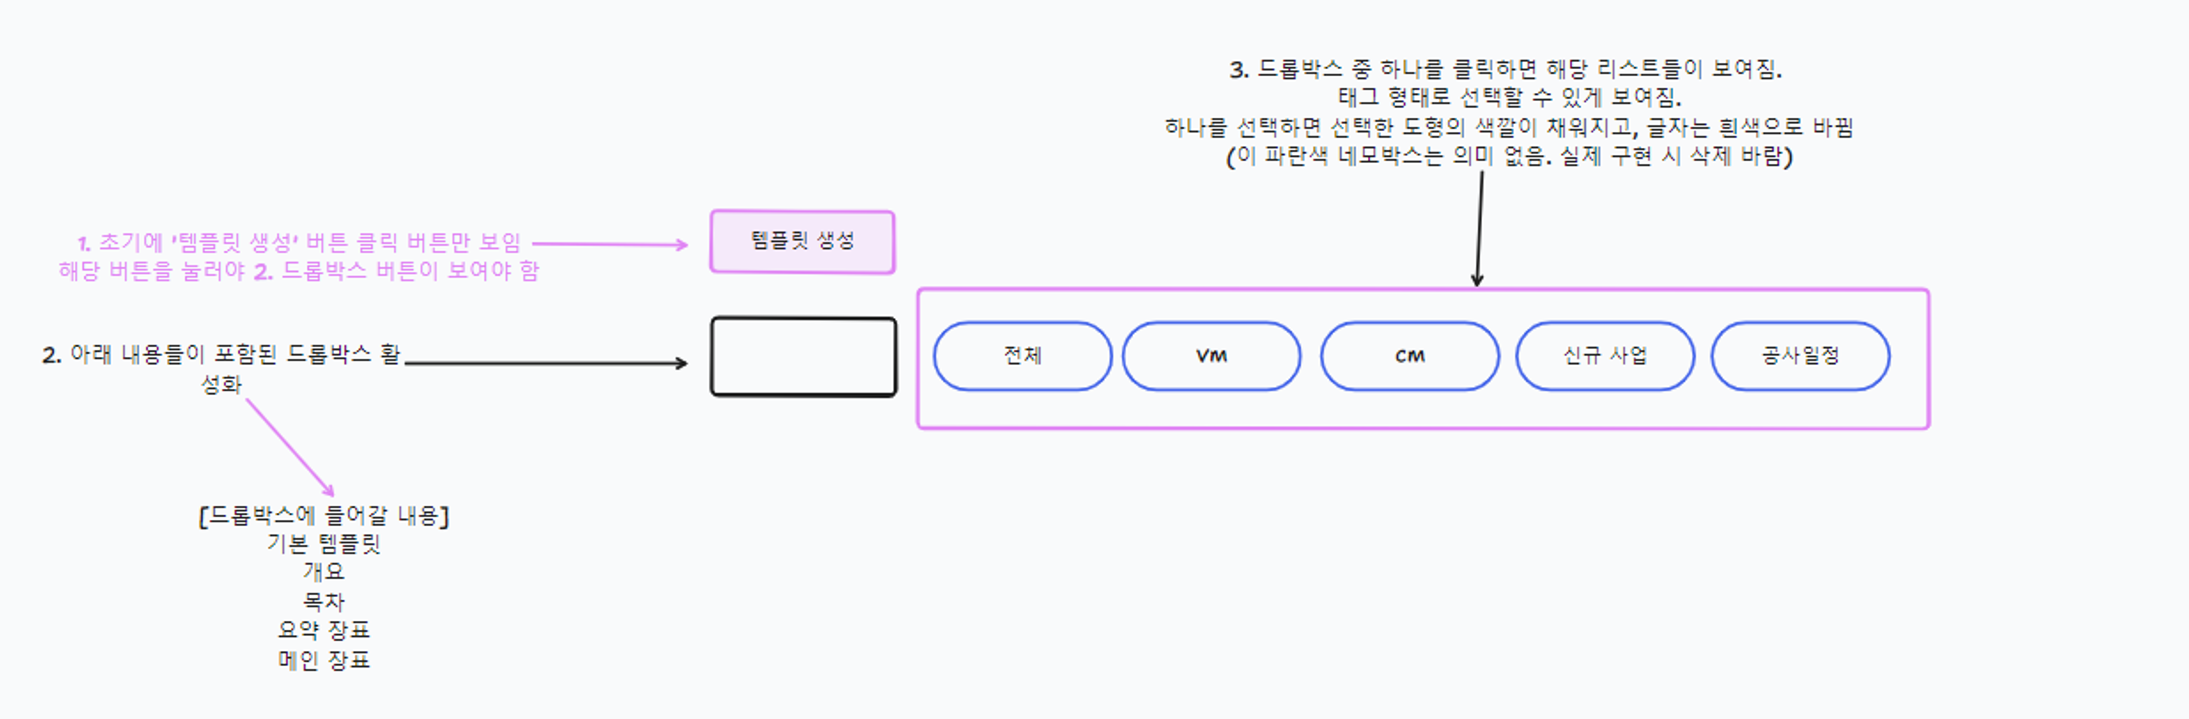 3. 드롭박스 중 하나를 클릭하면 해당 리스트들이 보여짐.
태그 형태로 선택할 수 있게 보여짐.
하나를 선택하면 선택한 도형의 색깔이 채워지고, 글자는 흰색으로 바뀜
(이 파란색 네모박스는 의미 없음. 실제 구현 시 삭제 바람)
1. 초기에 '템플릿 생성' 버튼 클릭 버튼만 보임
해당 버튼을 눌러야 2. 드롭박스 버튼이 보여야 함
템플릿 생성
2. 아래 내용들이 포함된 드롭박스 활
성화
전체
VM
CM
신규 사업
공사일정
[드롭박스에 들어갈 내용]
기본 템플릿
개요
목차
요약 장표
메인 장표